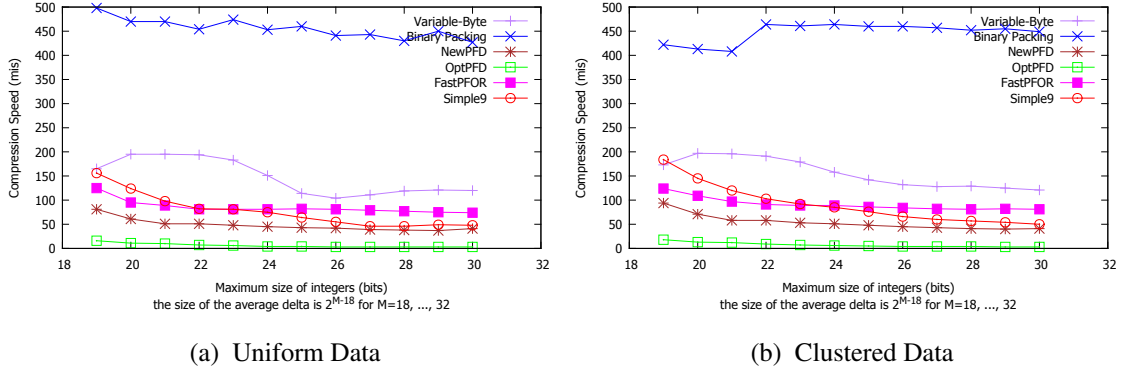 Compression Speed (mis)
500
450
400
350
300
250
200
150
100
50
0
18 20 22 24 26 28 30 32
Variable-Byte
Binary Packing
NewPFD
OptPFD
FastPFOR
Simple9
Maximum size of integers (bits)
the size of the average delta is 2^M-18 for M=18, ..., 32
(a) Uniform Data
Compression Speed (mis)
500
450
400
350
300
250
200
150
100
50
0
18 20 22 24 26 28 30 32
Variable-Byte
Binary Packing
NewPFD
OptPFD
FastPFOR
Simple9
Maximum size of integers (bits)
the size of the average delta is 2^M-18 for M=18, ..., 32
(b) Clustered Data